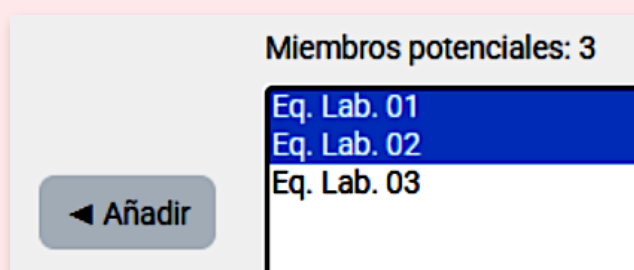 Miembros potenciales: 3
Eq. Lab. 01
Eq. Lab. 02
Eq. Lab. 03
◄ Añadir